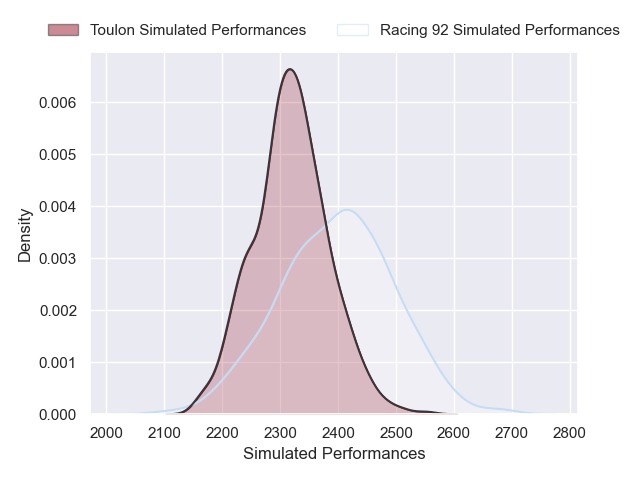 Toulon Simulated Performances
Racing 92 Simulated Performances
Density
0.006
0.005
0.004
0.003
0.002
0.001
0.000
2000 2100 2200 2300 2400 2500 2600 2700 2800
Simulated Performances